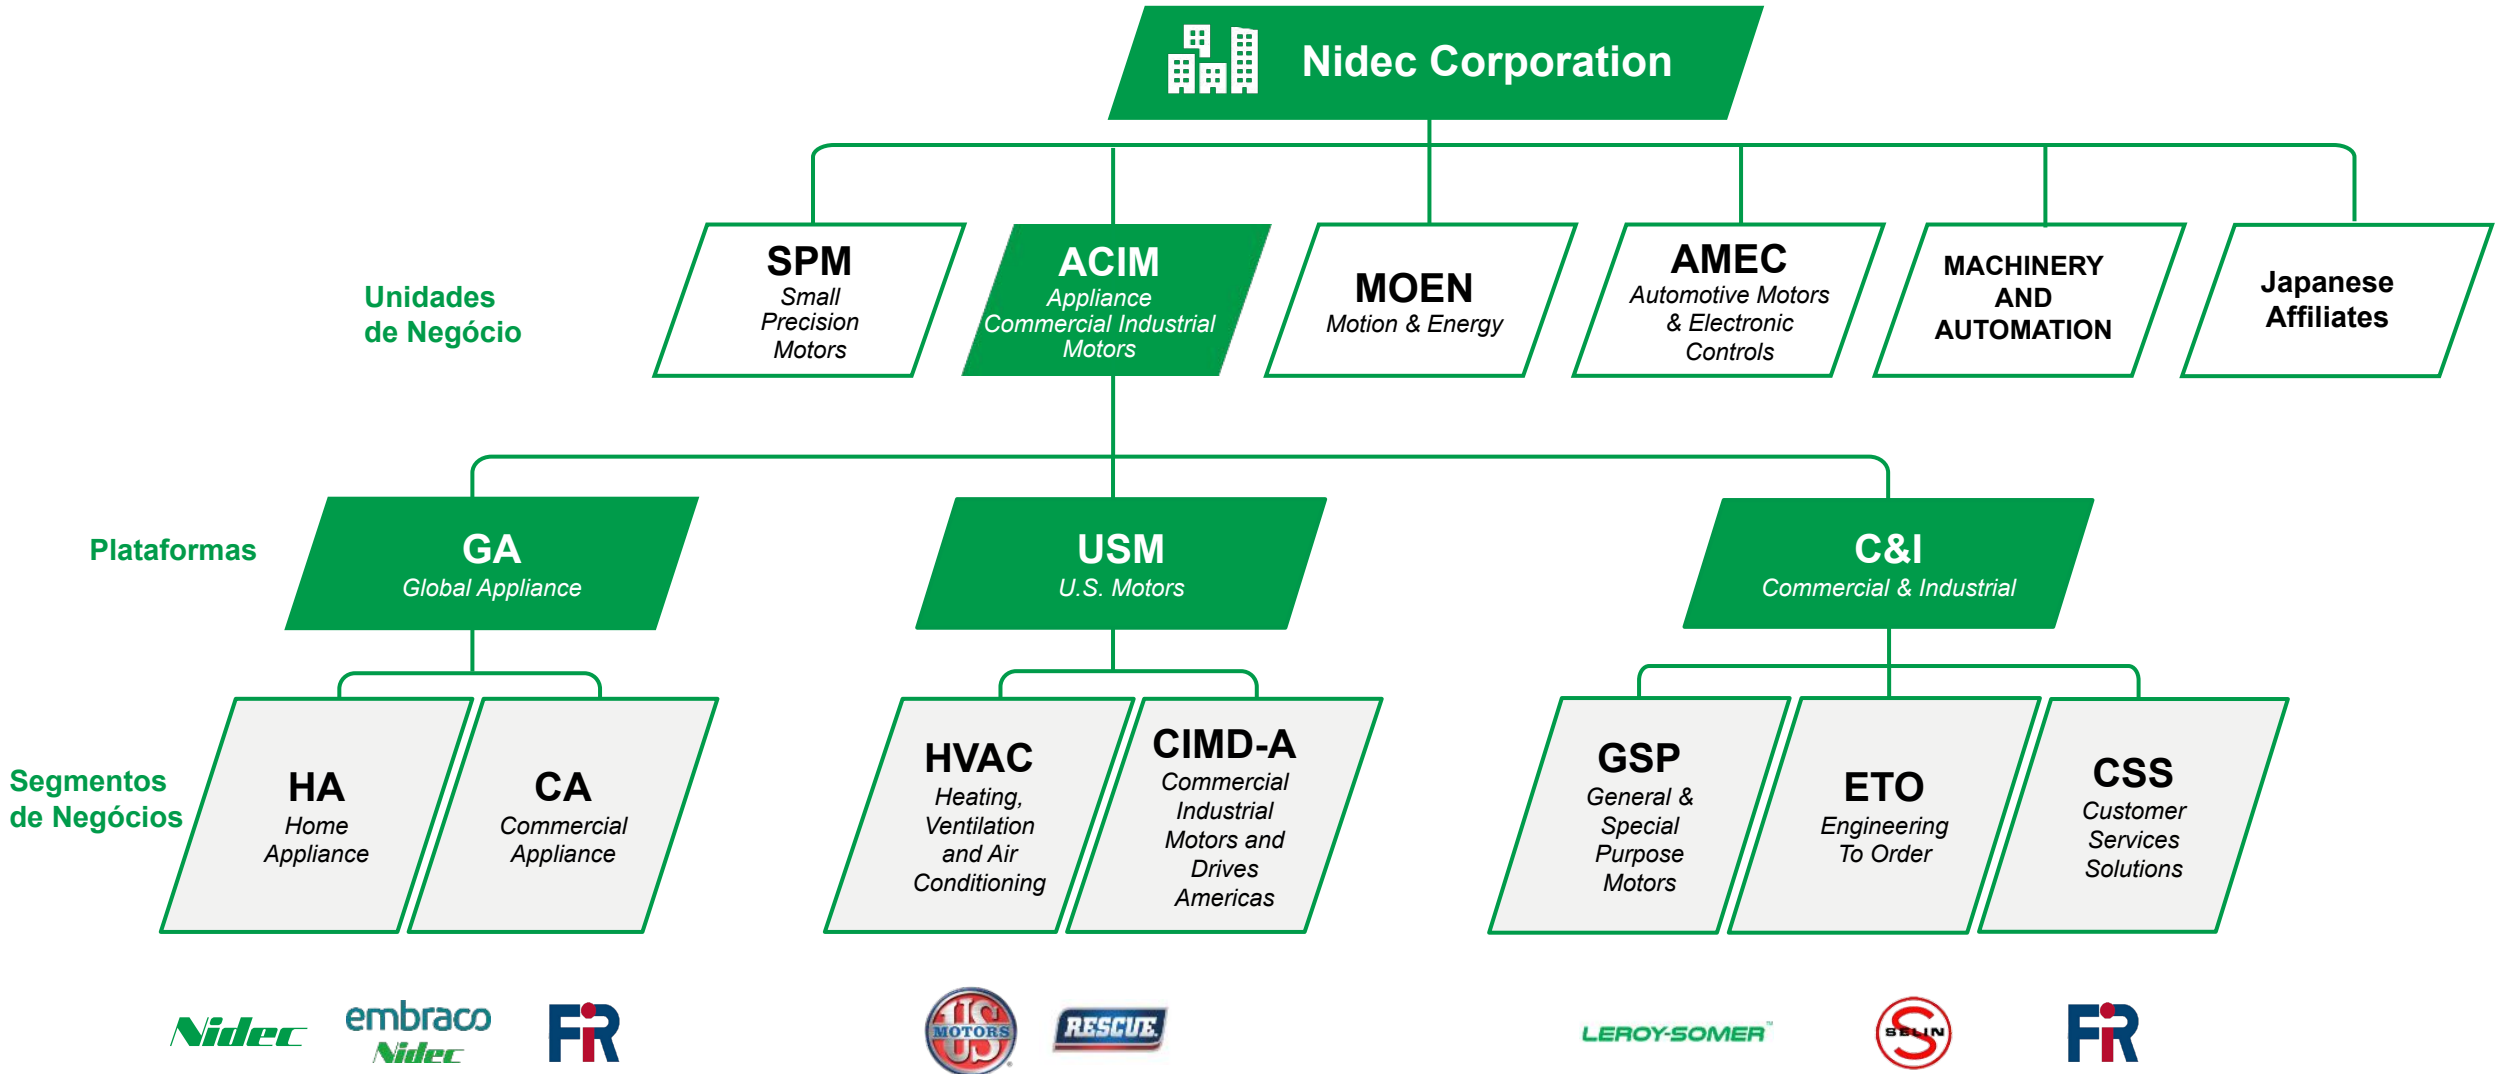 Nidec Corporation
Unidades
de Negócio
SPM
Small
Precision
Motors
ACIM
Appliance
Commercial Industrial
Motors
MOEN
Motion & Energy
AMEC
Automotive Motors
& Electronic
Controls
MACHINERY
AND
AUTOMATION
Japanese
Affiliates
Plataformas
GA
Global Appliance
USM
U.S. Motors
C&I
Commercial & Industrial
Segmentos
de Negócios
HA
Home
Appliance
CA
Commercial
Appliance
HVAC
Heating,
Ventilation
and Air
Conditioning
CIMD-A
Commercial
Industrial
Motors and
Drives
Americas
GSP
General &
Special
Purpose
Motors
ETO
Engineering
To Order
CSS
Customer
Services
Solutions
Nidec
embraco
Nidec
FiR
US
MOTORS
RESCUE.
LEROY-SOMER™
SELIN
FiR